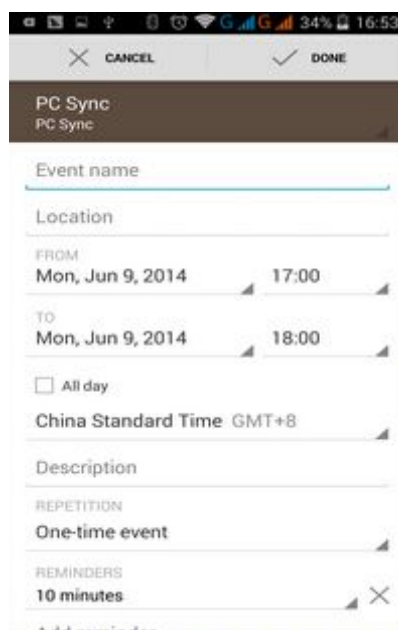 G G 34% 16:53
CANCEL DONE
PC Sync
PC Sync
Event name
Location
FROM
Mon, Jun 9, 2014 17:00
TO
Mon, Jun 9, 2014 18:00
All day
China Standard Time GMT+8
Description
REPETITION
One-time event
REMINDERS
10 minutes